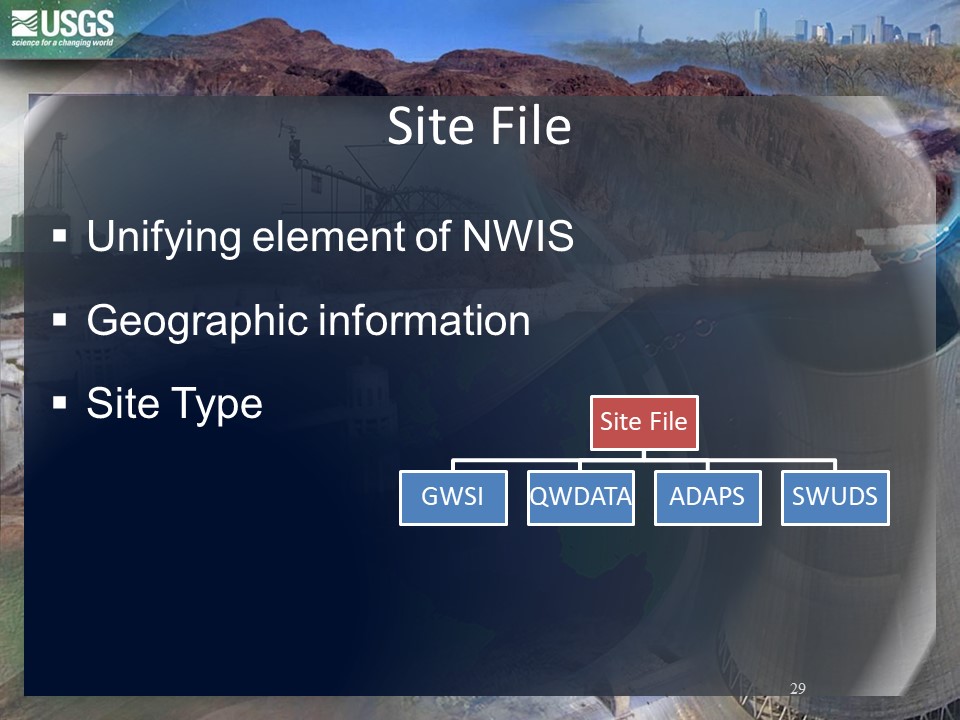 USGS
science for a changing world
Site File
Unifying element of NWIS
Geographic information
Site Type
Site File
GWSI QWDATA ADAPS SWUDS
29